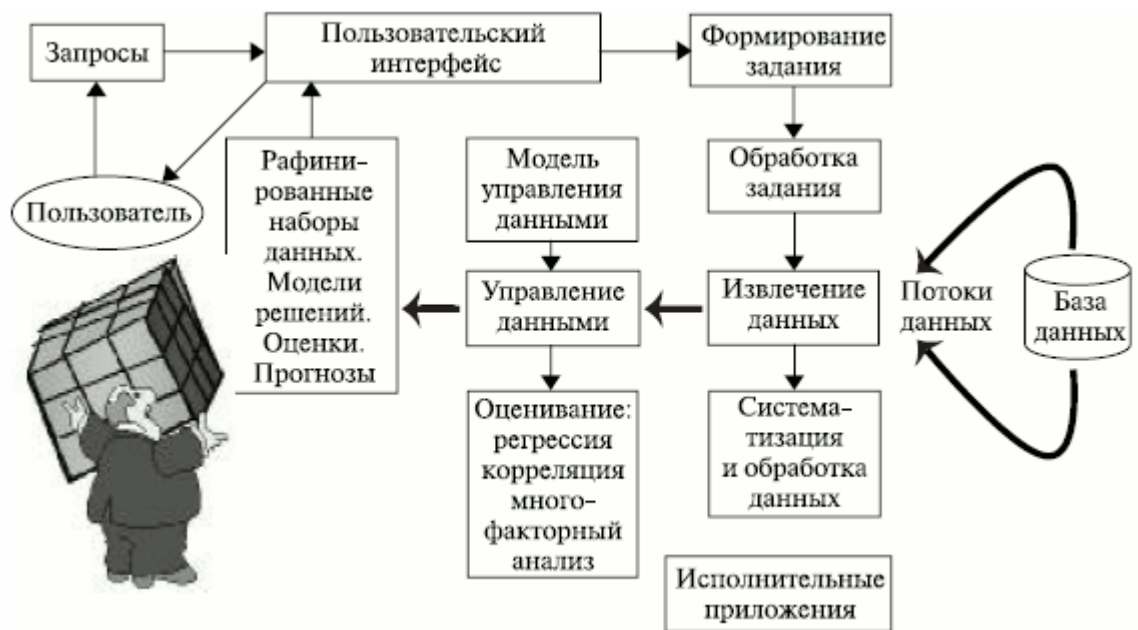 Запросы
Пользовательский
интерфейс
Формирование
задания
Пользователь
Рафини-
рованные
наборы
данных.
Модели
решений.
Оценки.
Прогнозы
Модель
управления
данными
Обработка
задания
Управление
данными
Извлечение
данных
Потоки
данных
База
данных
Оценивание:
регрессия
корреляция
много-
факторный
анализ
Система-
тизация
и обработка
данных
Исполнительные
приложения